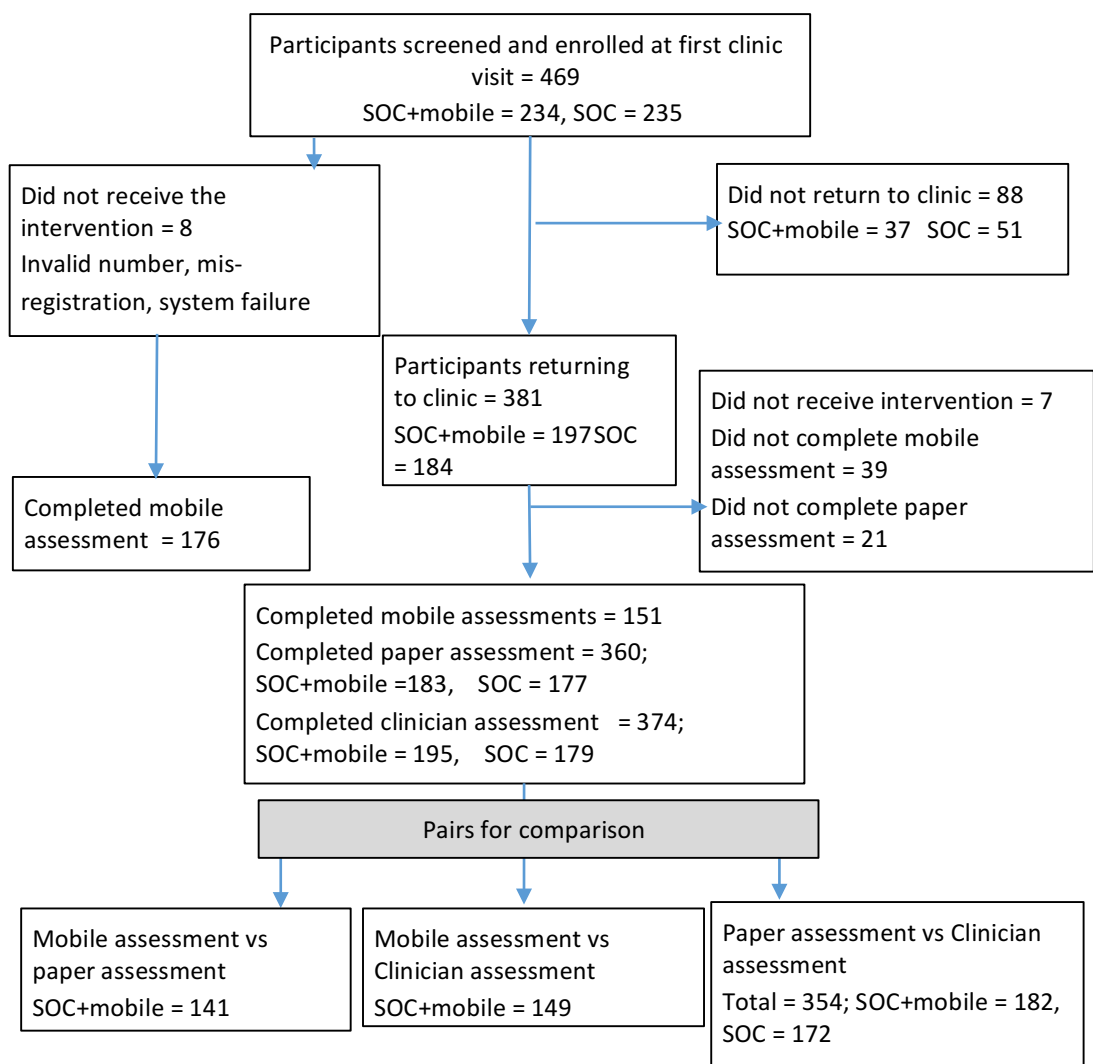 Participants screened and enrolled at first clinic
visit = 469
SOC+mobile = 234, SOC = 235
Did not receive the
intervention = 8
Invalid number, mis-
registration, system failure
Did not return to clinic = 88
SOC+mobile = 37 SOC = 51
Participants returning
to clinic = 381
SOC+mobile = 197SOC
= 184
Did not receive intervention = 7
Did not complete mobile
assessment = 39
Did not complete paper
assessment = 21
Completed mobile
assessment = 176
Completed mobile assessments = 151
Completed paper assessment = 360;
SOC+mobile =183, SOC = 177
Completed clinician assessment = 374;
SOC+mobile = 195, SOC = 179
Pairs for comparison
Mobile assessment vs
paper assessment
SOC+mobile = 141
Mobile assessment vs
Clinician assessment
SOC+mobile = 149
Paper assessment vs Clinician
assessment
Total = 354; SOC+mobile = 182,
SOC = 172